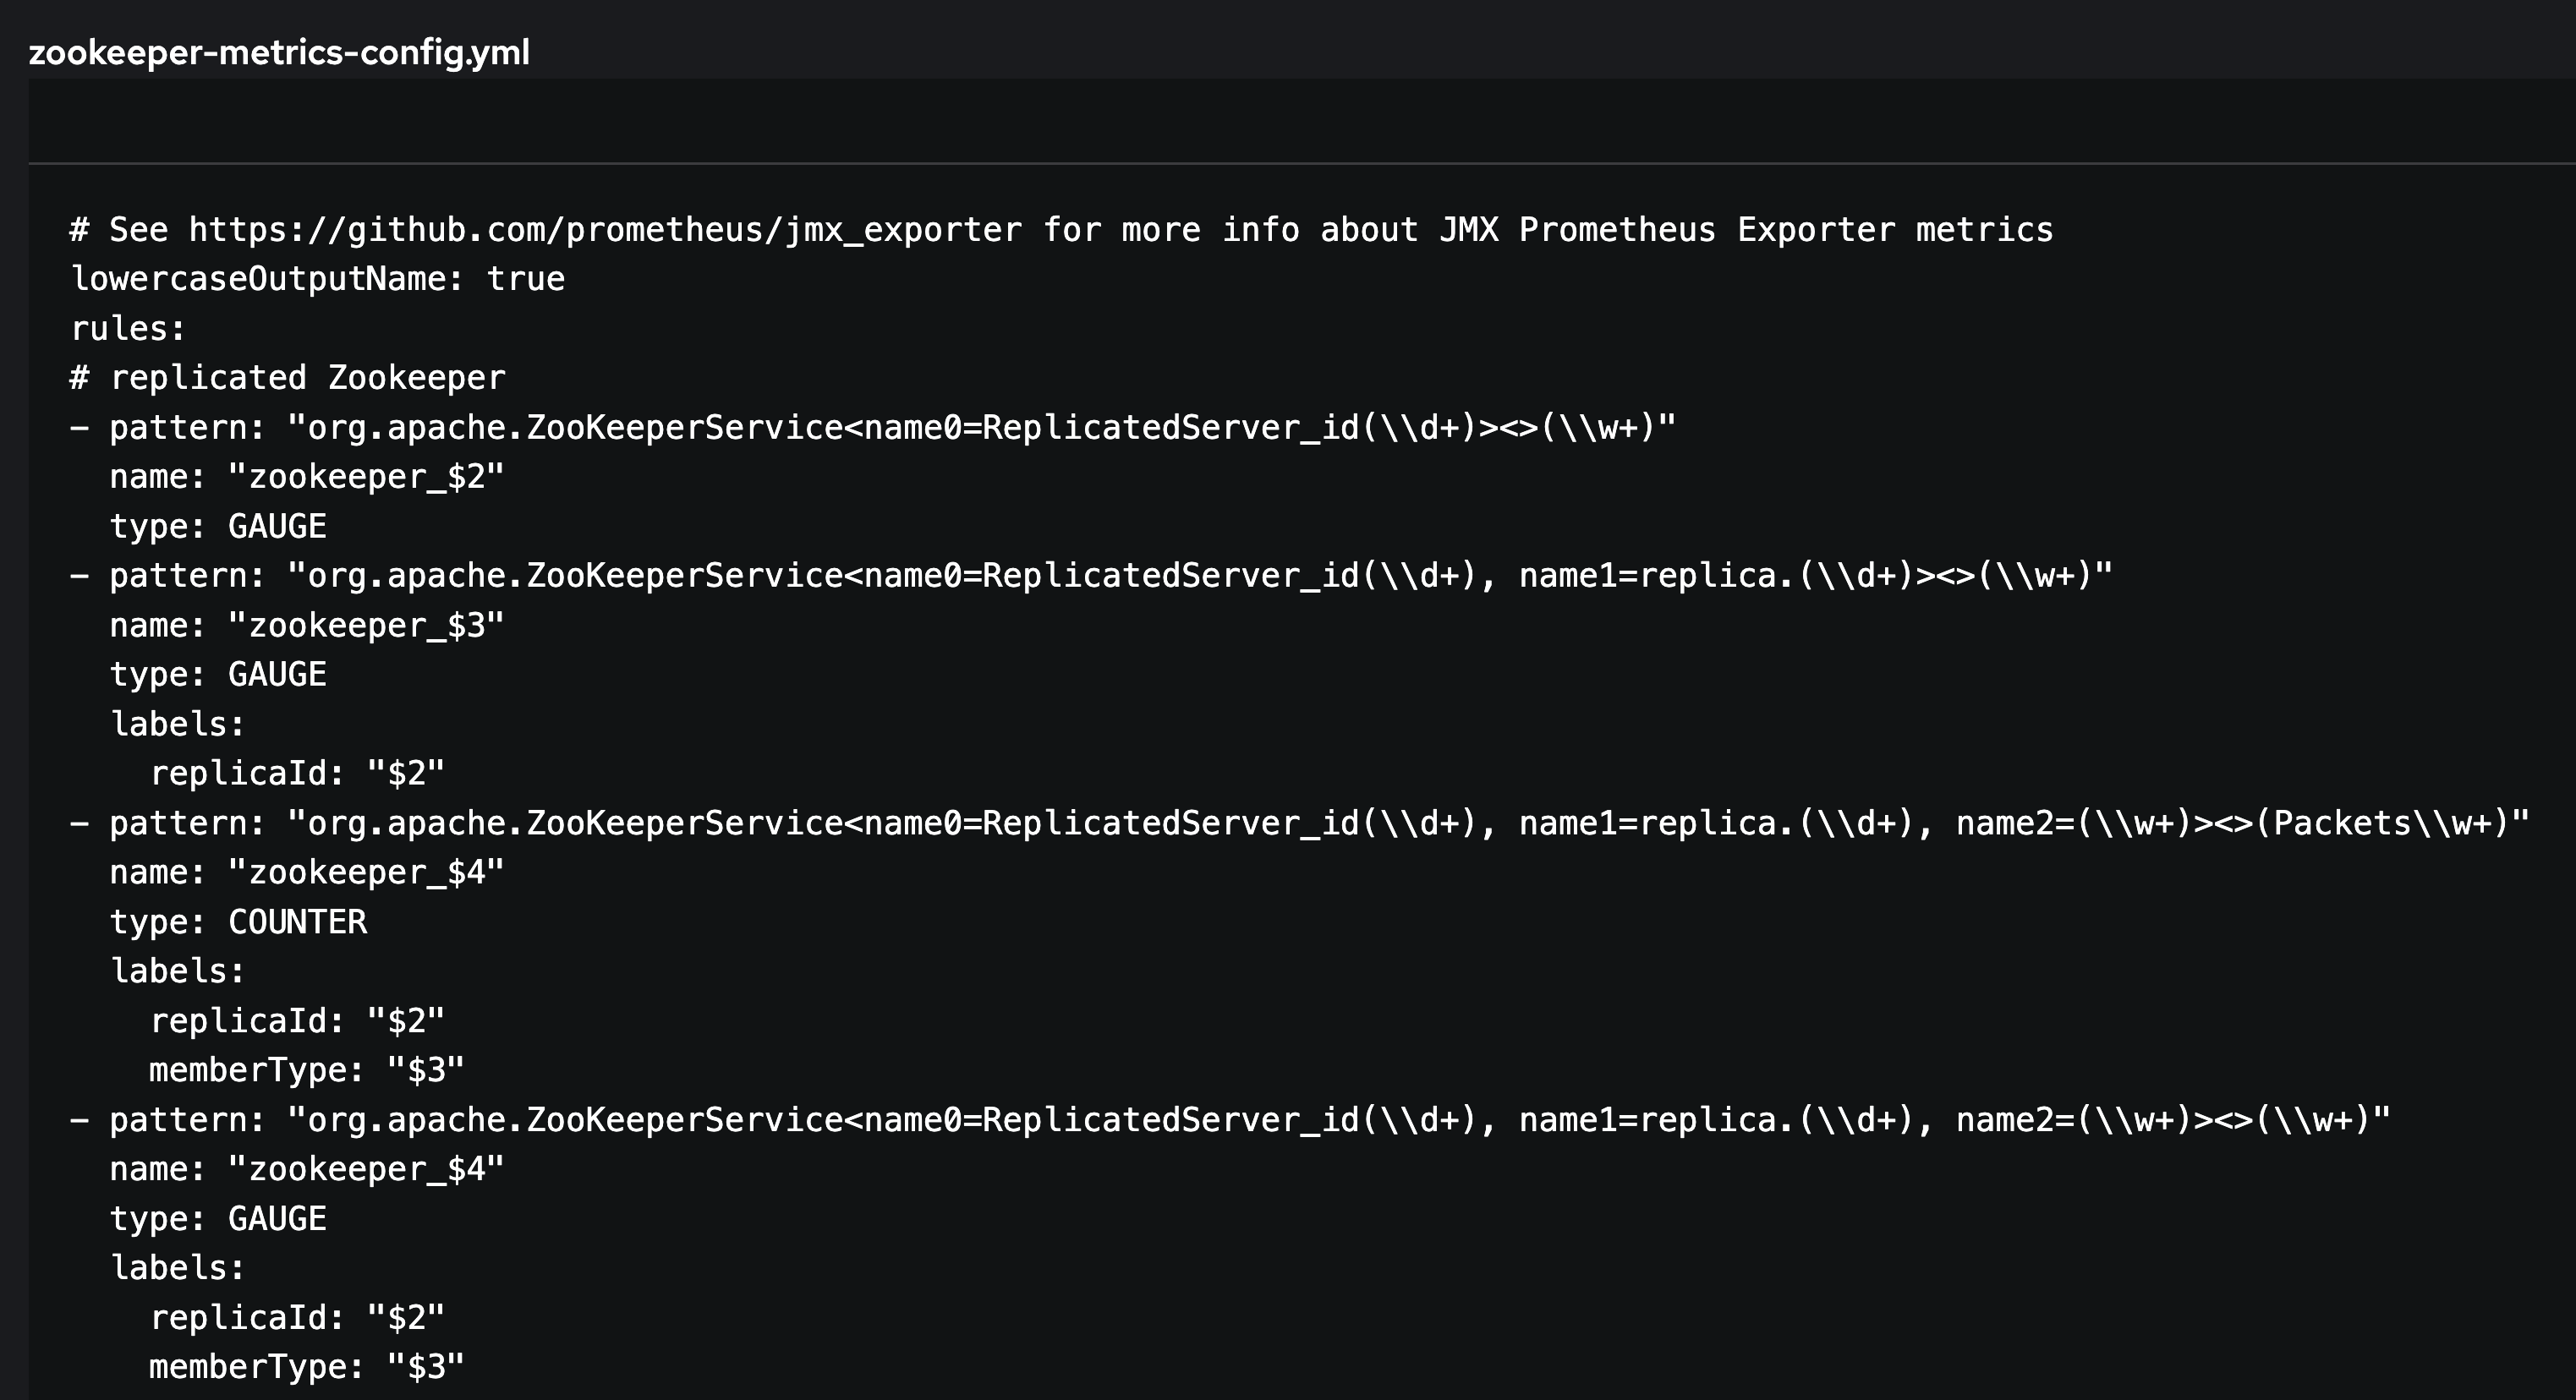 zookeeper-metrics-config.yml
# See https://github.com/prometheus/jmx_exporter for more info about JMX Prometheus Exporter metrics
lowercaseOutputName: true
rules:
# replicated Zookeeper
- pattern: "org.apache.ZooKeeperService<name0=ReplicatedServer_id(\\d+)><>(\\w+)"
  name: "zookeeper_$2"
  type: GAUGE
- pattern: "org.apache.ZooKeeperService<name0=ReplicatedServer_id(\\d+), name1=replica.(\\d+)><>(\\w+)"
  name: "zookeeper_$3"
  type: GAUGE
  labels:
    replicaId: "$2"
- pattern: "org.apache.ZooKeeperService<name0=ReplicatedServer_id(\\d+), name1=replica.(\\d+), name2=(\\w+)><>(Packets\\w+)"
  name: "zookeeper_$4"
  type: COUNTER
  labels:
    replicaId: "$2"
    memberType: "$3"
- pattern: "org.apache.ZooKeeperService<name0=ReplicatedServer_id(\\d+), name1=replica.(\\d+), name2=(\\w+)><>(\\w+)"
  name: "zookeeper_$4"
  type: GAUGE
  labels:
    replicaId: "$2"
    memberType: "$3"